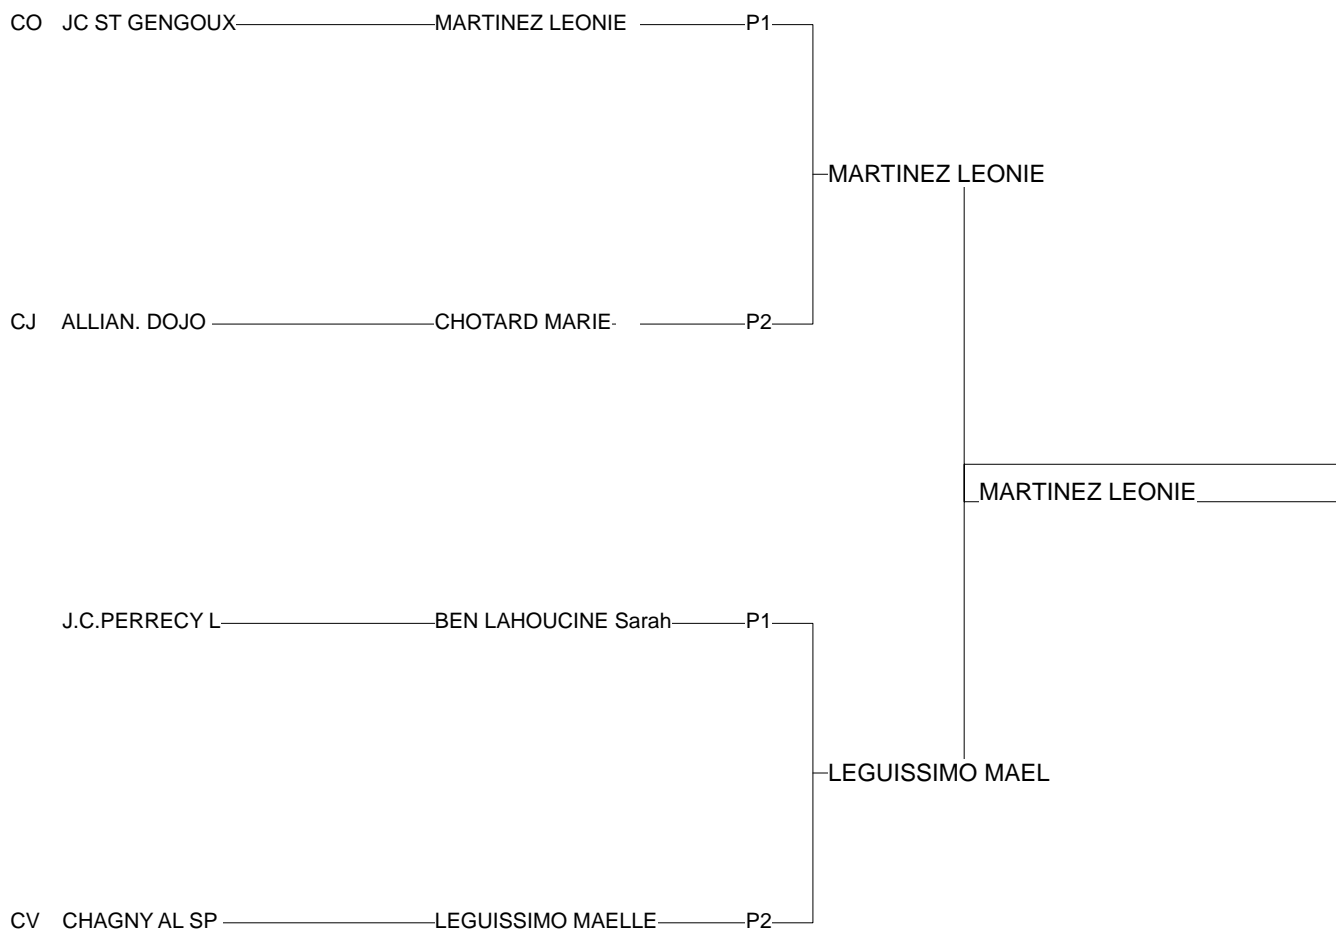 CO JC ST GENGOUX MARTINEZ LEONIE P1
MARTINEZ LEONIE
CJ ALLIAN. DOJO CHOTARD MARIE- P2
MARTINEZ LEONIE
J.C.PERRECY L BEN LAHOUCINE Sarah P1
LEGUISSIMO MAEL
CV CHAGNY AL SP LEGUISSIMO MAELLE P2